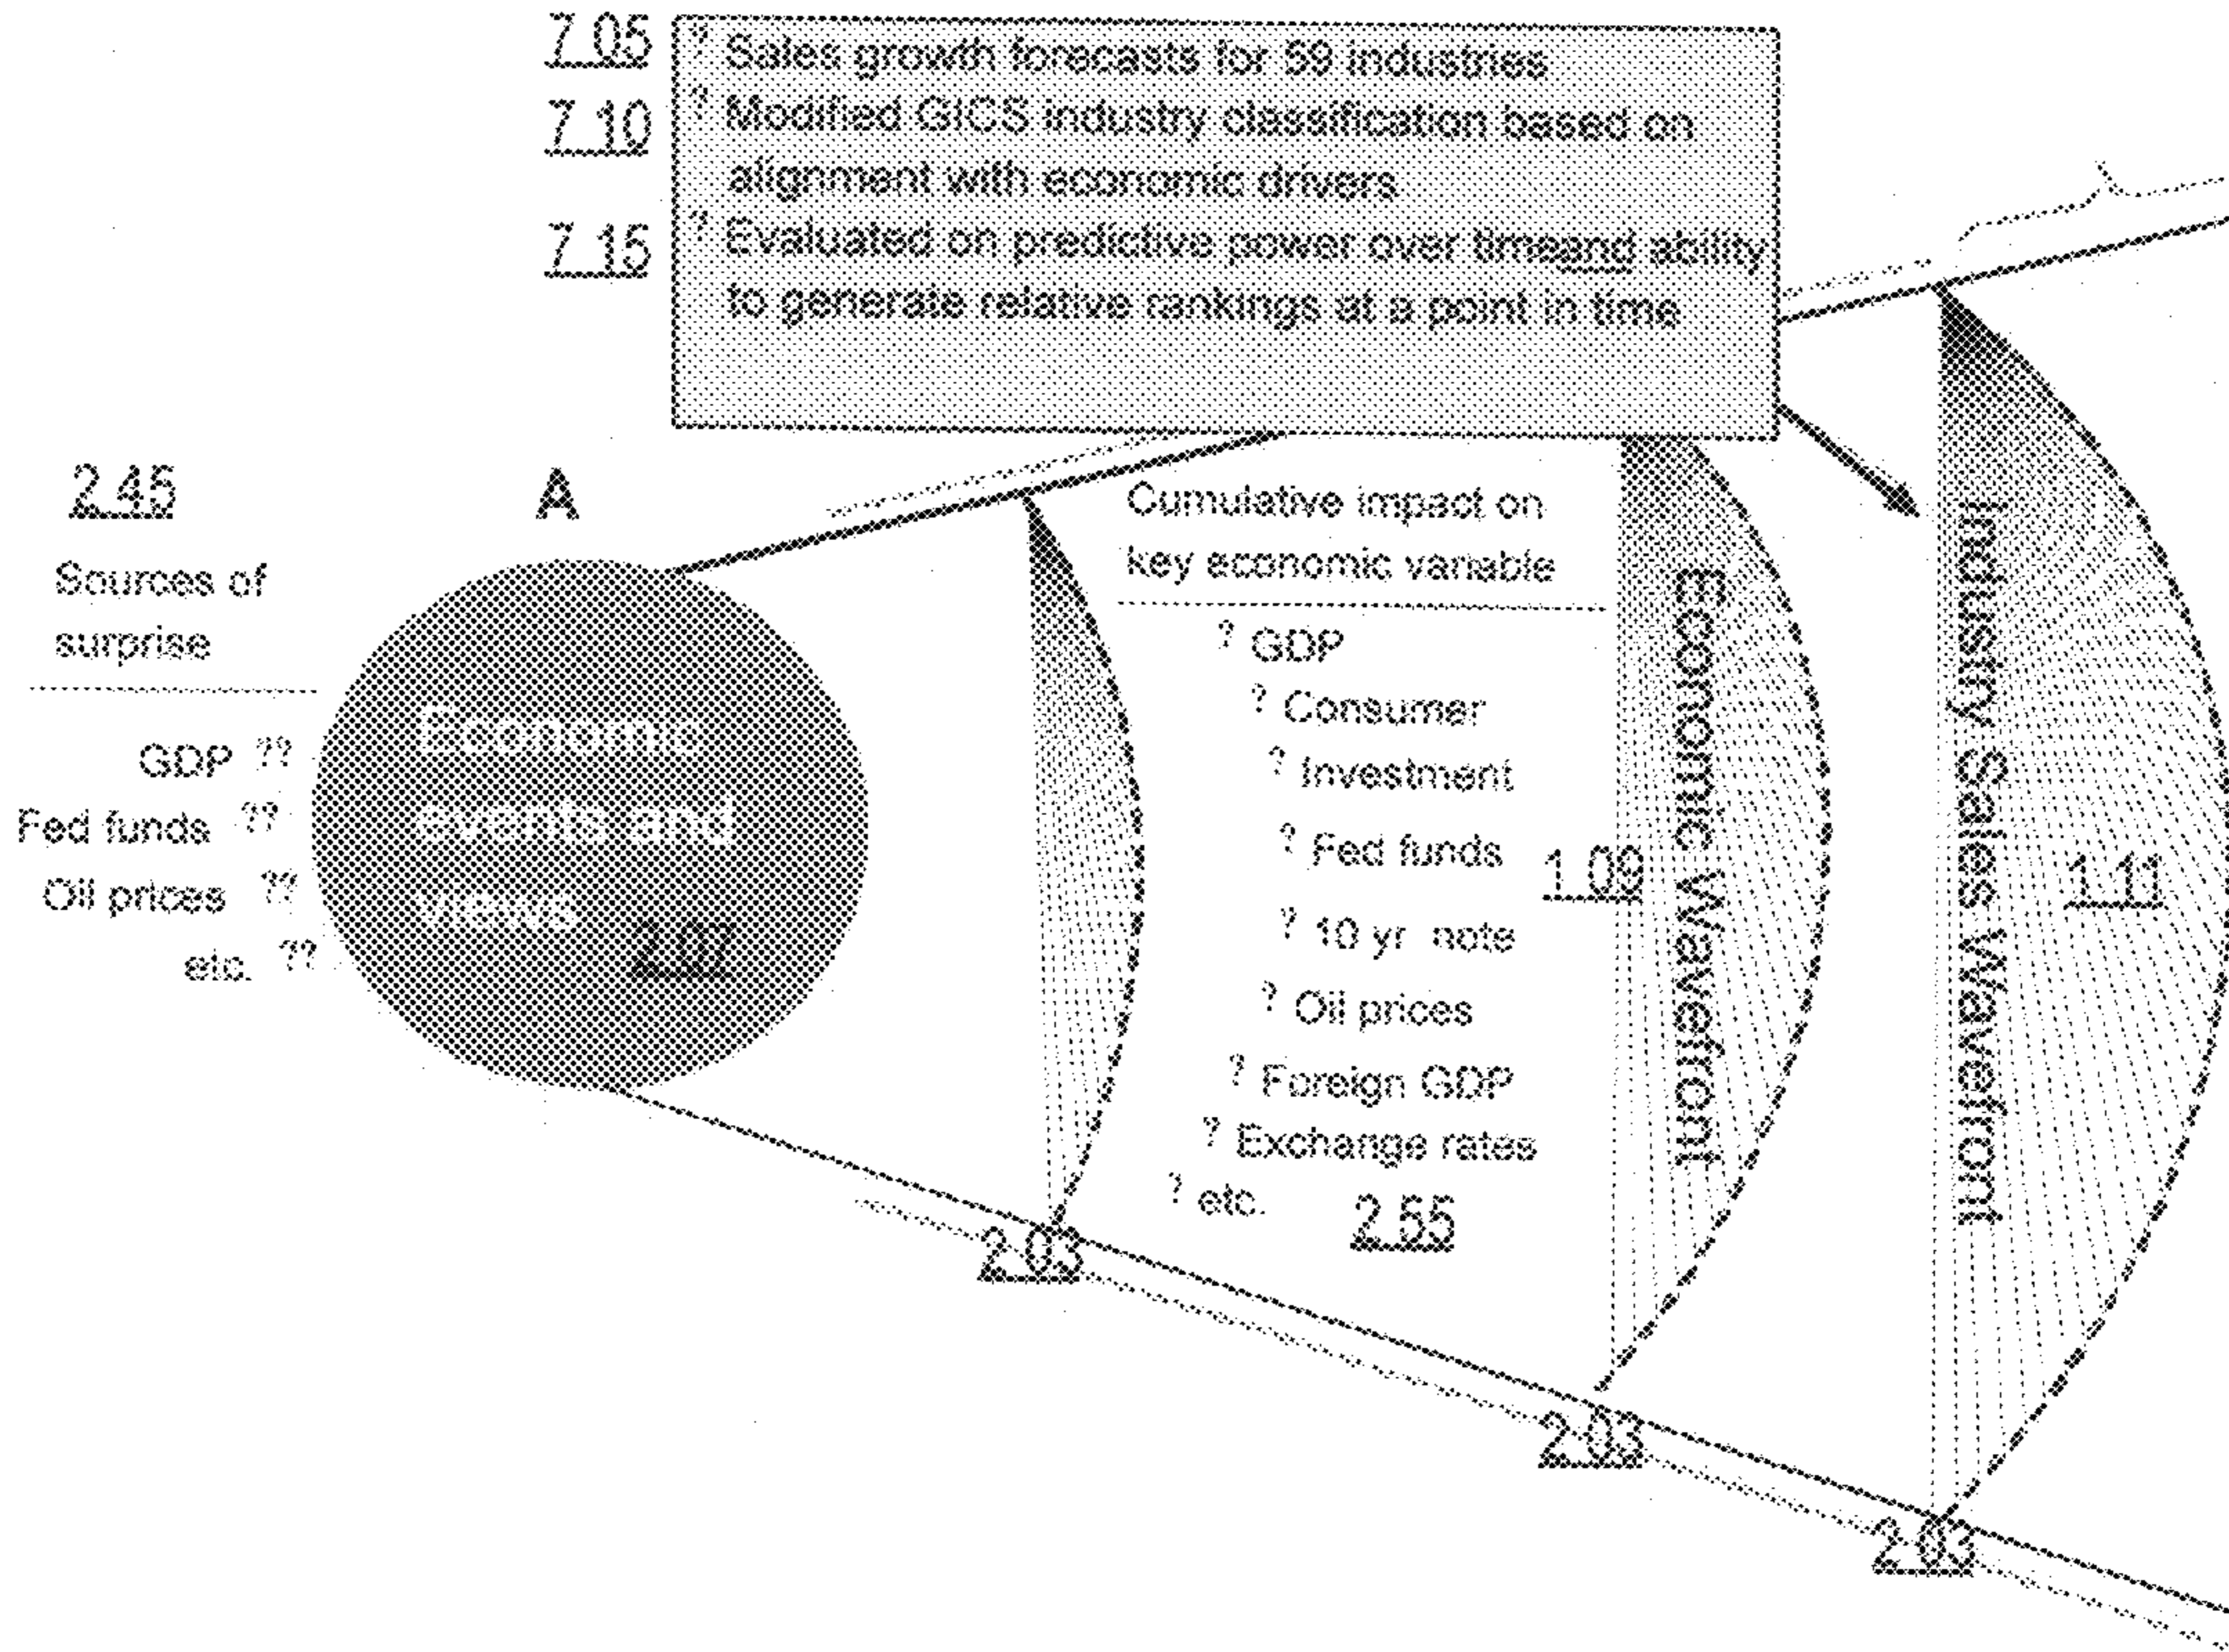 7.05 ? Sales growth forecasts for 59 industries
7.10 ? Modified GICS industry classification based on
alignment with economic drivers
7.15 ? Evaluated on predictive power over timeand ability
to generate relative rankings at a point in time
2.45
Sources of
surprise
GDP ??
Fed funds ??
Oil prices ??
etc. ??
A
Economic
events and
views
2.07
Cumulative impact on
key economic variable
? GDP
? Consumer
? Investment
? Fed funds
? 10 yr note
? Oil prices
? Foreign GDP
? Exchange rates
? etc.
2.55
1.09
Economic Wavefront
Industry Sales Wavefront
1.11
2.03
2.03
2.03